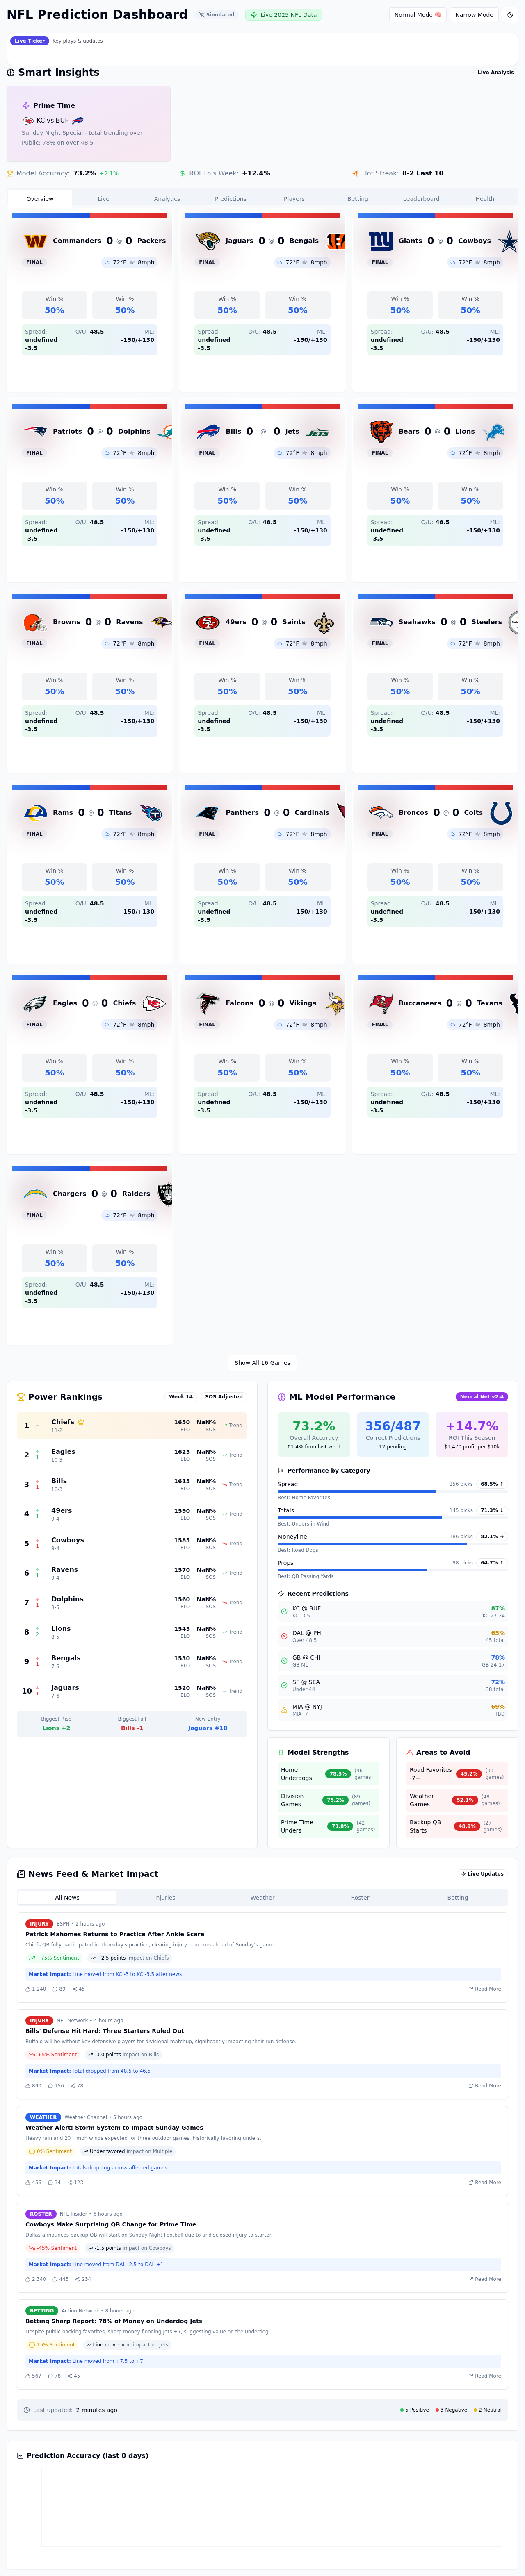 NFL Prediction Dashboard
Simulated
Live 2025 NFL Data
Normal Mode 🧠
Narrow Mode
Live Ticker
Key plays & updates
Smart Insights
Live Analysis
Prime Time
KC vs BUF
Sunday Night Special - total trending over
Public: 78% on over 48.5
Model Accuracy: 73.2% +2.1%
ROI This Week: +12.4%
Hot Streak: 8-2 Last 10
Overview Live Analytics Predictions Players Betting Leaderboard Health
Commanders 0 @ 0 Packers
FINAL 72°F 8mph
Win % Win %
50% 50%
Spread: undefined -3.5 O/U: 48.5 ML: -150/+130
Jaguars 0 @ 0 Bengals
FINAL 72°F 8mph
Win % Win %
50% 50%
Spread: undefined -3.5 O/U: 48.5 ML: -150/+130
Giants 0 @ 0 Cowboys
FINAL 72°F 8mph
Win % Win %
50% 50%
Spread: undefined -3.5 O/U: 48.5 ML: -150/+130
Patriots 0 @ 0 Dolphins
FINAL 72°F 8mph
Win % Win %
50% 50%
Spread: undefined -3.5 O/U: 48.5 ML: -150/+130
Bills 0 @ 0 Jets
FINAL 72°F 8mph
Win % Win %
50% 50%
Spread: undefined -3.5 O/U: 48.5 ML: -150/+130
Bears 0 @ 0 Lions
FINAL 72°F 8mph
Win % Win %
50% 50%
Spread: undefined -3.5 O/U: 48.5 ML: -150/+130
Browns 0 @ 0 Ravens
FINAL 72°F 8mph
Win % Win %
50% 50%
Spread: undefined -3.5 O/U: 48.5 ML: -150/+130
49ers 0 @ 0 Saints
FINAL 72°F 8mph
Win % Win %
50% 50%
Spread: undefined -3.5 O/U: 48.5 ML: -150/+130
Seahawks 0 @ 0 Steelers
FINAL 72°F 8mph
Win % Win %
50% 50%
Spread: undefined -3.5 O/U: 48.5 ML: -150/+130
Rams 0 @ 0 Titans
FINAL 72°F 8mph
Win % Win %
50% 50%
Spread: undefined -3.5 O/U: 48.5 ML: -150/+130
Panthers 0 @ 0 Cardinals
FINAL 72°F 8mph
Win % Win %
50% 50%
Spread: undefined -3.5 O/U: 48.5 ML: -150/+130
Broncos 0 @ 0 Colts
FINAL 72°F 8mph
Win % Win %
50% 50%
Spread: undefined -3.5 O/U: 48.5 ML: -150/+130
Eagles 0 @ 0 Chiefs
FINAL 72°F 8mph
Win % Win %
50% 50%
Spread: undefined -3.5 O/U: 48.5 ML: -150/+130
Falcons 0 @ 0 Vikings
FINAL 72°F 8mph
Win % Win %
50% 50%
Spread: undefined -3.5 O/U: 48.5 ML: -150/+130
Buccaneers 0 @ 0 Texans
FINAL 72°F 8mph
Win % Win %
50% 50%
Spread: undefined -3.5 O/U: 48.5 ML: -150/+130
Chargers 0 @ 0 Raiders
FINAL 72°F 8mph
Win % Win %
50% 50%
Spread: undefined -3.5 O/U: 48.5 ML: -150/+130
Show All 16 Games
Power Rankings
Week 14 SOS Adjusted
1 Chiefs 11-2 1650 ELO NaN% SOS Trend
2 1 Eagles 10-3 1625 ELO NaN% SOS Trend
3 1 Bills 10-3 1615 ELO NaN% SOS Trend
4 1 49ers 9-4 1590 ELO NaN% SOS Trend
5 1 Cowboys 9-4 1585 ELO NaN% SOS Trend
6 1 Ravens 9-4 1570 ELO NaN% SOS Trend
7 1 Dolphins 8-5 1560 ELO NaN% SOS Trend
8 2 Lions 8-5 1545 ELO NaN% SOS Trend
9 1 Bengals 7-6 1530 ELO NaN% SOS Trend
10 1 Jaguars 7-6 1520 ELO NaN% SOS Trend
Biggest Rise Biggest Fall New Entry
Lions +2 Bills -1 Jaguars #10
ML Model Performance
Neural Net v2.4
73.2% 356/487 +14.7%
Overall Accuracy Correct Predictions ROI This Season
↑1.4% from last week 12 pending $1,470 profit per $10k
Performance by Category
Spread 156 picks 68.5% ↑
Best: Home Favorites
Totals 145 picks 71.3% ↓
Best: Unders in Wind
Moneyline 186 picks 82.1% →
Best: Road Dogs
Props 98 picks 64.7% ↑
Best: QB Passing Yards
Recent Predictions
KC @ BUF 87%
KC -3.5 KC 27-24
DAL @ PHI 65%
Over 48.5 45 total
GB @ CHI 78%
GB ML GB 24-17
SF @ SEA 72%
Under 44 38 total
MIA @ NYJ 69%
MIA -7 TBD
Model Strengths
Home Underdogs 78.3% (46 games)
Division Games 75.2% (89 games)
Prime Time Unders 73.8% (42 games)
Areas to Avoid
Road Favorites -7+ 45.2% (31 games)
Weather Games 52.1% (48 games)
Backup QB Starts 48.9% (27 games)
News Feed & Market Impact
Live Updates
All News Injuries Weather Roster Betting
INJURY ESPN • 2 hours ago
Patrick Mahomes Returns to Practice After Ankle Scare
Chiefs QB fully participated in Thursday's practice, clearing injury concerns ahead of Sunday's game.
+75% Sentiment +2.5 points impact on Chiefs
Market Impact: Line moved from KC -3 to KC -3.5 after news
1,240 89 45 Read More
INJURY NFL Network • 4 hours ago
Bills' Defense Hit Hard: Three Starters Ruled Out
Buffalo will be without key defensive players for divisional matchup, significantly impacting their run defense.
-65% Sentiment -3.0 points impact on Bills
Market Impact: Total dropped from 48.5 to 46.5
890 156 78 Read More
WEATHER Weather Channel • 5 hours ago
Weather Alert: Storm System to Impact Sunday Games
Heavy rain and 20+ mph winds expected for three outdoor games, historically favoring unders.
0% Sentiment Under favored impact on Multiple
Market Impact: Totals dropping across affected games
456 34 123 Read More
ROSTER NFL Insider • 6 hours ago
Cowboys Make Surprising QB Change for Prime Time
Dallas announces backup QB will start on Sunday Night Football due to undisclosed injury to starter.
-45% Sentiment -1.5 points impact on Cowboys
Market Impact: Line moved from DAL -2.5 to DAL +1
2,340 445 234 Read More
BETTING Action Network • 8 hours ago
Betting Sharp Report: 78% of Money on Underdog Jets
Despite public backing favorites, sharp money flooding Jets +7, suggesting value on the underdog.
15% Sentiment Line movement impact on Jets
Market Impact: Line moved from +7.5 to +7
567 78 45 Read More
Last updated: 2 minutes ago
5 Positive 3 Negative 2 Neutral
Prediction Accuracy (last 0 days)